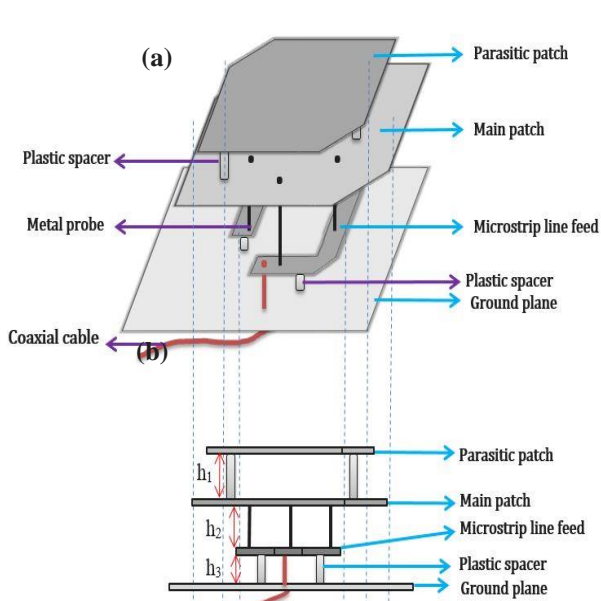 (a)
Parasitic patch
Main patch
Plastic spacer
Metal probe
Microstrip line feed
Plastic spacer
Ground plane
Coaxial cable
(b)
Parasitic patch
h1
Main patch
h2
Microstrip line feed
h3
Plastic spacer
Ground plane